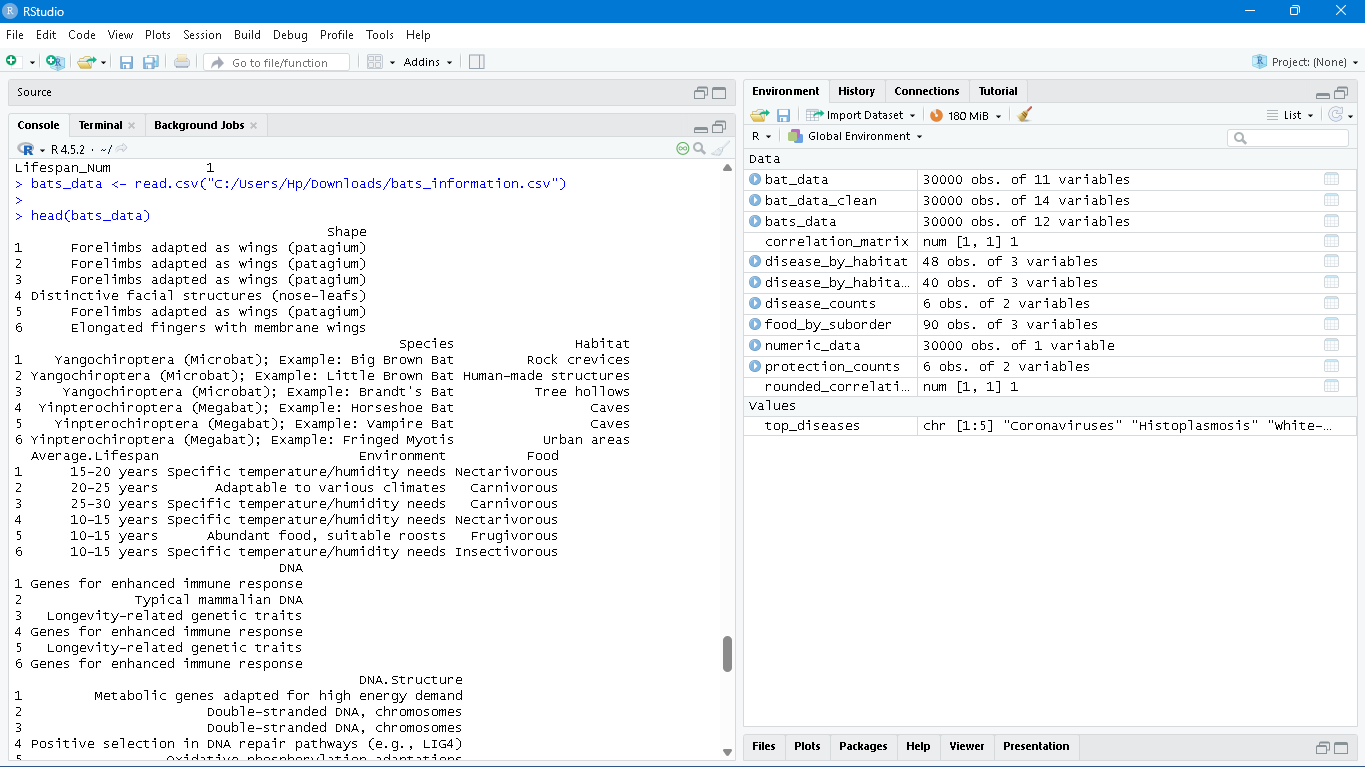 RStudio
File Edit Code View Plots Session Build Debug Profile Tools Help
Go to file/function Addins Project: (None)
Source
Console Terminal Background Jobs
R 4.5.2 · ~/
Lifespan_Num            1
> bats_data <- read.csv("C:/Users/Hp/Downloads/bats_information.csv")
>
> head(bats_data)
                                       Shape
1      Forelimbs adapted as wings (patagium)
2      Forelimbs adapted as wings (patagium)
3      Forelimbs adapted as wings (patagium)
4 Distinctive facial structures (nose-leafs)
5      Forelimbs adapted as wings (patagium)
6      Elongated fingers with membrane wings
                                                Species               Habitat
1    Yangochiroptera (Microbat); Example: Big Brown Bat         Rock crevices
2 Yangochiroptera (Microbat); Example: Little Brown Bat Human-made structures
3     Yangochiroptera (Microbat); Example: Brandt's Bat          Tree hollows
4  Yinpterochiroptera (Megabat); Example: Horseshoe Bat                 Caves
5    Yinpterochiroptera (Megabat); Example: Vampire Bat                 Caves
6 Yinpterochiroptera (Megabat); Example: Fringed Myotis           Urban areas
  Average.Lifespan                         Environment          Food
1      15-20 years Specific temperature/humidity needs Nectarivorous
2      20-25 years       Adaptable to various climates   Carnivorous
3      25-30 years Specific temperature/humidity needs   Carnivorous
4      10-15 years Specific temperature/humidity needs Nectarivorous
5      10-15 years      Abundant food, suitable roosts   Frugivorous
6      10-15 years Specific temperature/humidity needs Insectivorous
                                DNA
1 Genes for enhanced immune response
2              Typical mammalian DNA
3   Longevity-related genetic traits
4 Genes for enhanced immune response
5   Longevity-related genetic traits
6 Genes for enhanced immune response
                                           DNA.Structure
1         Metabolic genes adapted for high energy demand
2                       Double-stranded DNA, chromosomes
3                       Double-stranded DNA, chromosomes
4 Positive selection in DNA repair pathways (e.g., LIG4)
5                  Oxidative phosphorylation adaptations
Environment History Connections Tutorial
Import Dataset 180 MiB List
R Global Environment
Data
bat_data 30000 obs. of 11 variables
bat_data_clean 30000 obs. of 14 variables
bats_data 30000 obs. of 12 variables
correlation_matrix num [1, 1] 1
disease_by_habitat 48 obs. of 3 variables
disease_by_habita... 40 obs. of 3 variables
disease_counts 6 obs. of 2 variables
food_by_suborder 90 obs. of 3 variables
numeric_data 30000 obs. of 1 variable
protection_counts 6 obs. of 2 variables
rounded_correlati... num [1, 1] 1
Values
top_diseases chr [1:5] "Coronaviruses" "Histoplasmosis" "White-...
Files Plots Packages Help Viewer Presentation